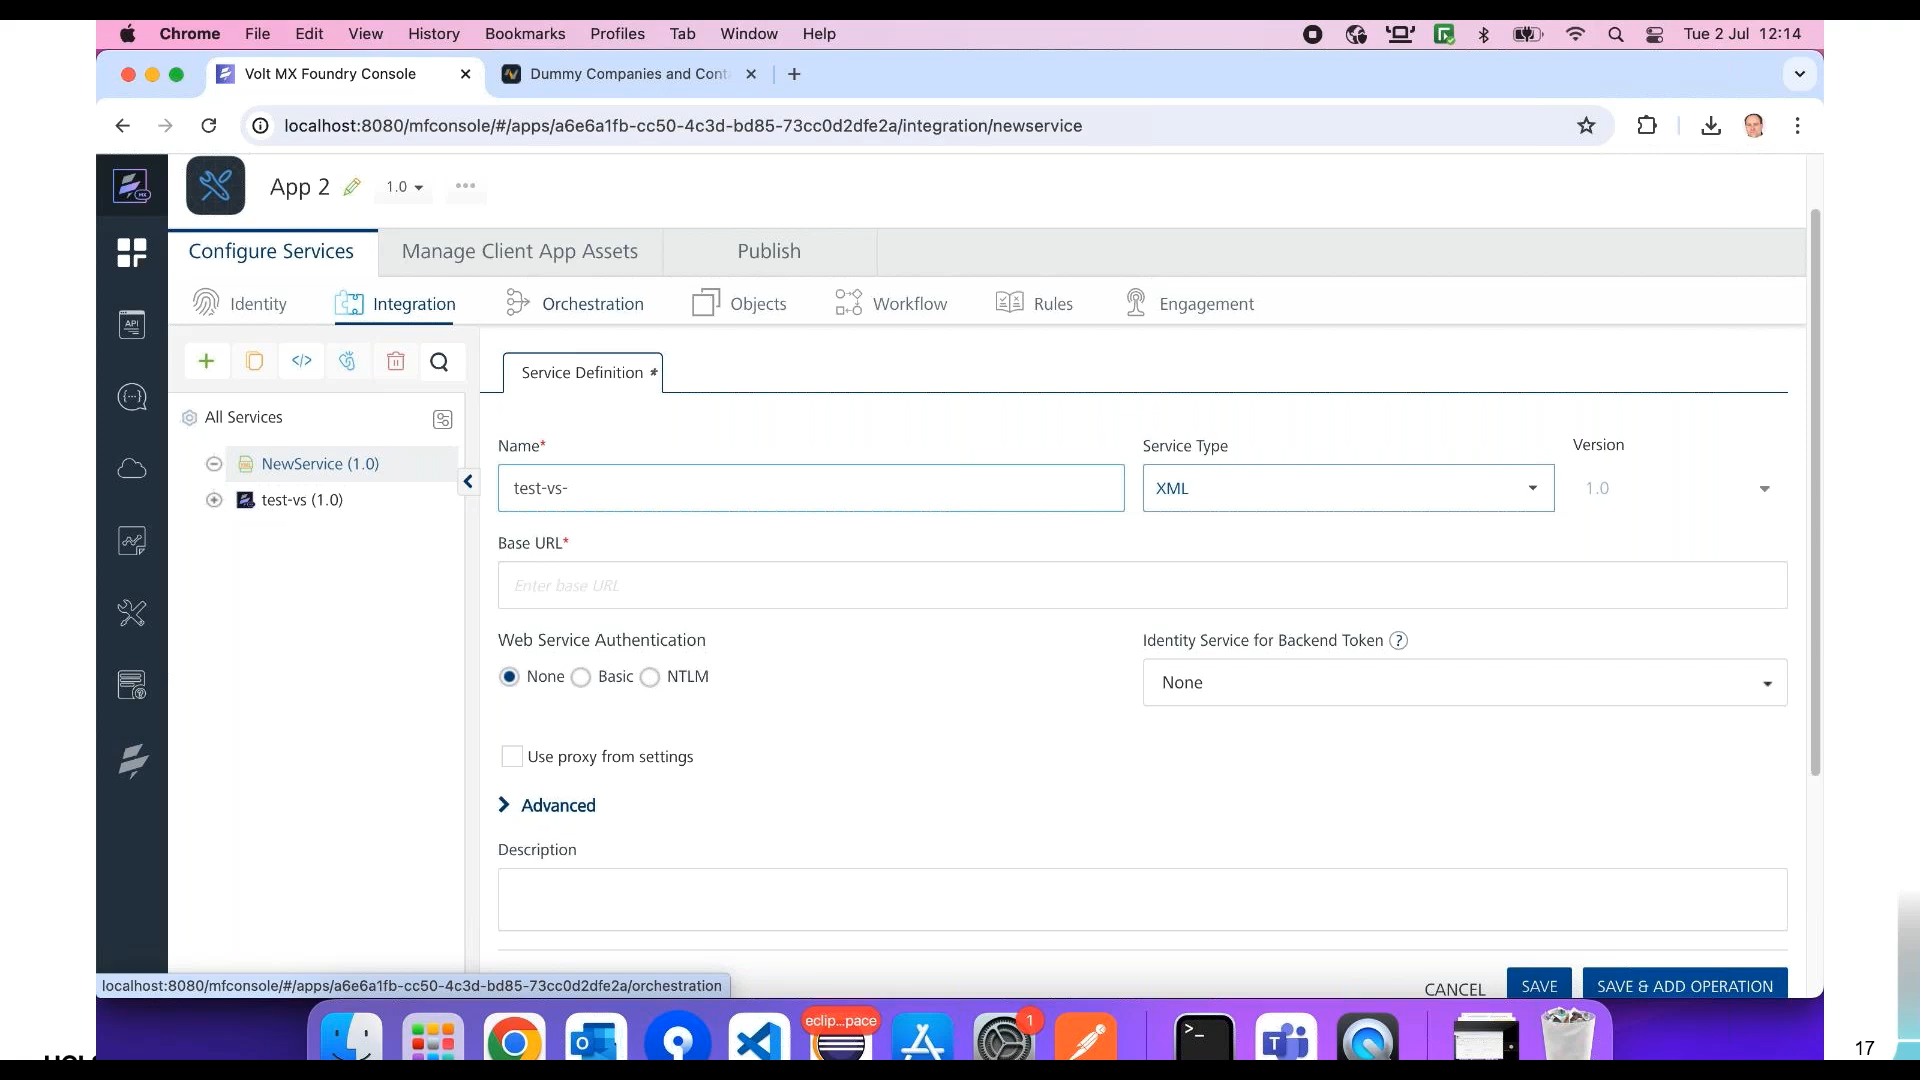 Chrome File Edit View History Bookmarks Profiles Tab Window Help Tue 2 Jul 12:14
Volt MX Foundry Console Dummy Companies and Cont
localhost:8080/mfconsole/#/apps/a6e6a1fb-cc50-4c3d-bd85-73cc0d2dfe2a/integration/newservice
App 2 1.0
Configure Services Manage Client App Assets Publish
Identity Integration Orchestration Objects Workflow Rules Engagement
API
</>
Service Definition *
All Services
NewService (1.0)
test-vs (1.0)
Name* Service Type Version
test-vs- XML 1.0
Base URL*
Enter base URL
Web Service Authentication Identity Service for Backend Token ?
None Basic NTLM None
Use proxy from settings
Advanced
Description
localhost:8080/mfconsole/#/apps/a6e6a1fb-cc50-4c3d-bd85-73cc0d2dfe2a/orchestration
CANCEL SAVE SAVE & ADD OPERATION
eclip...pace 1
17